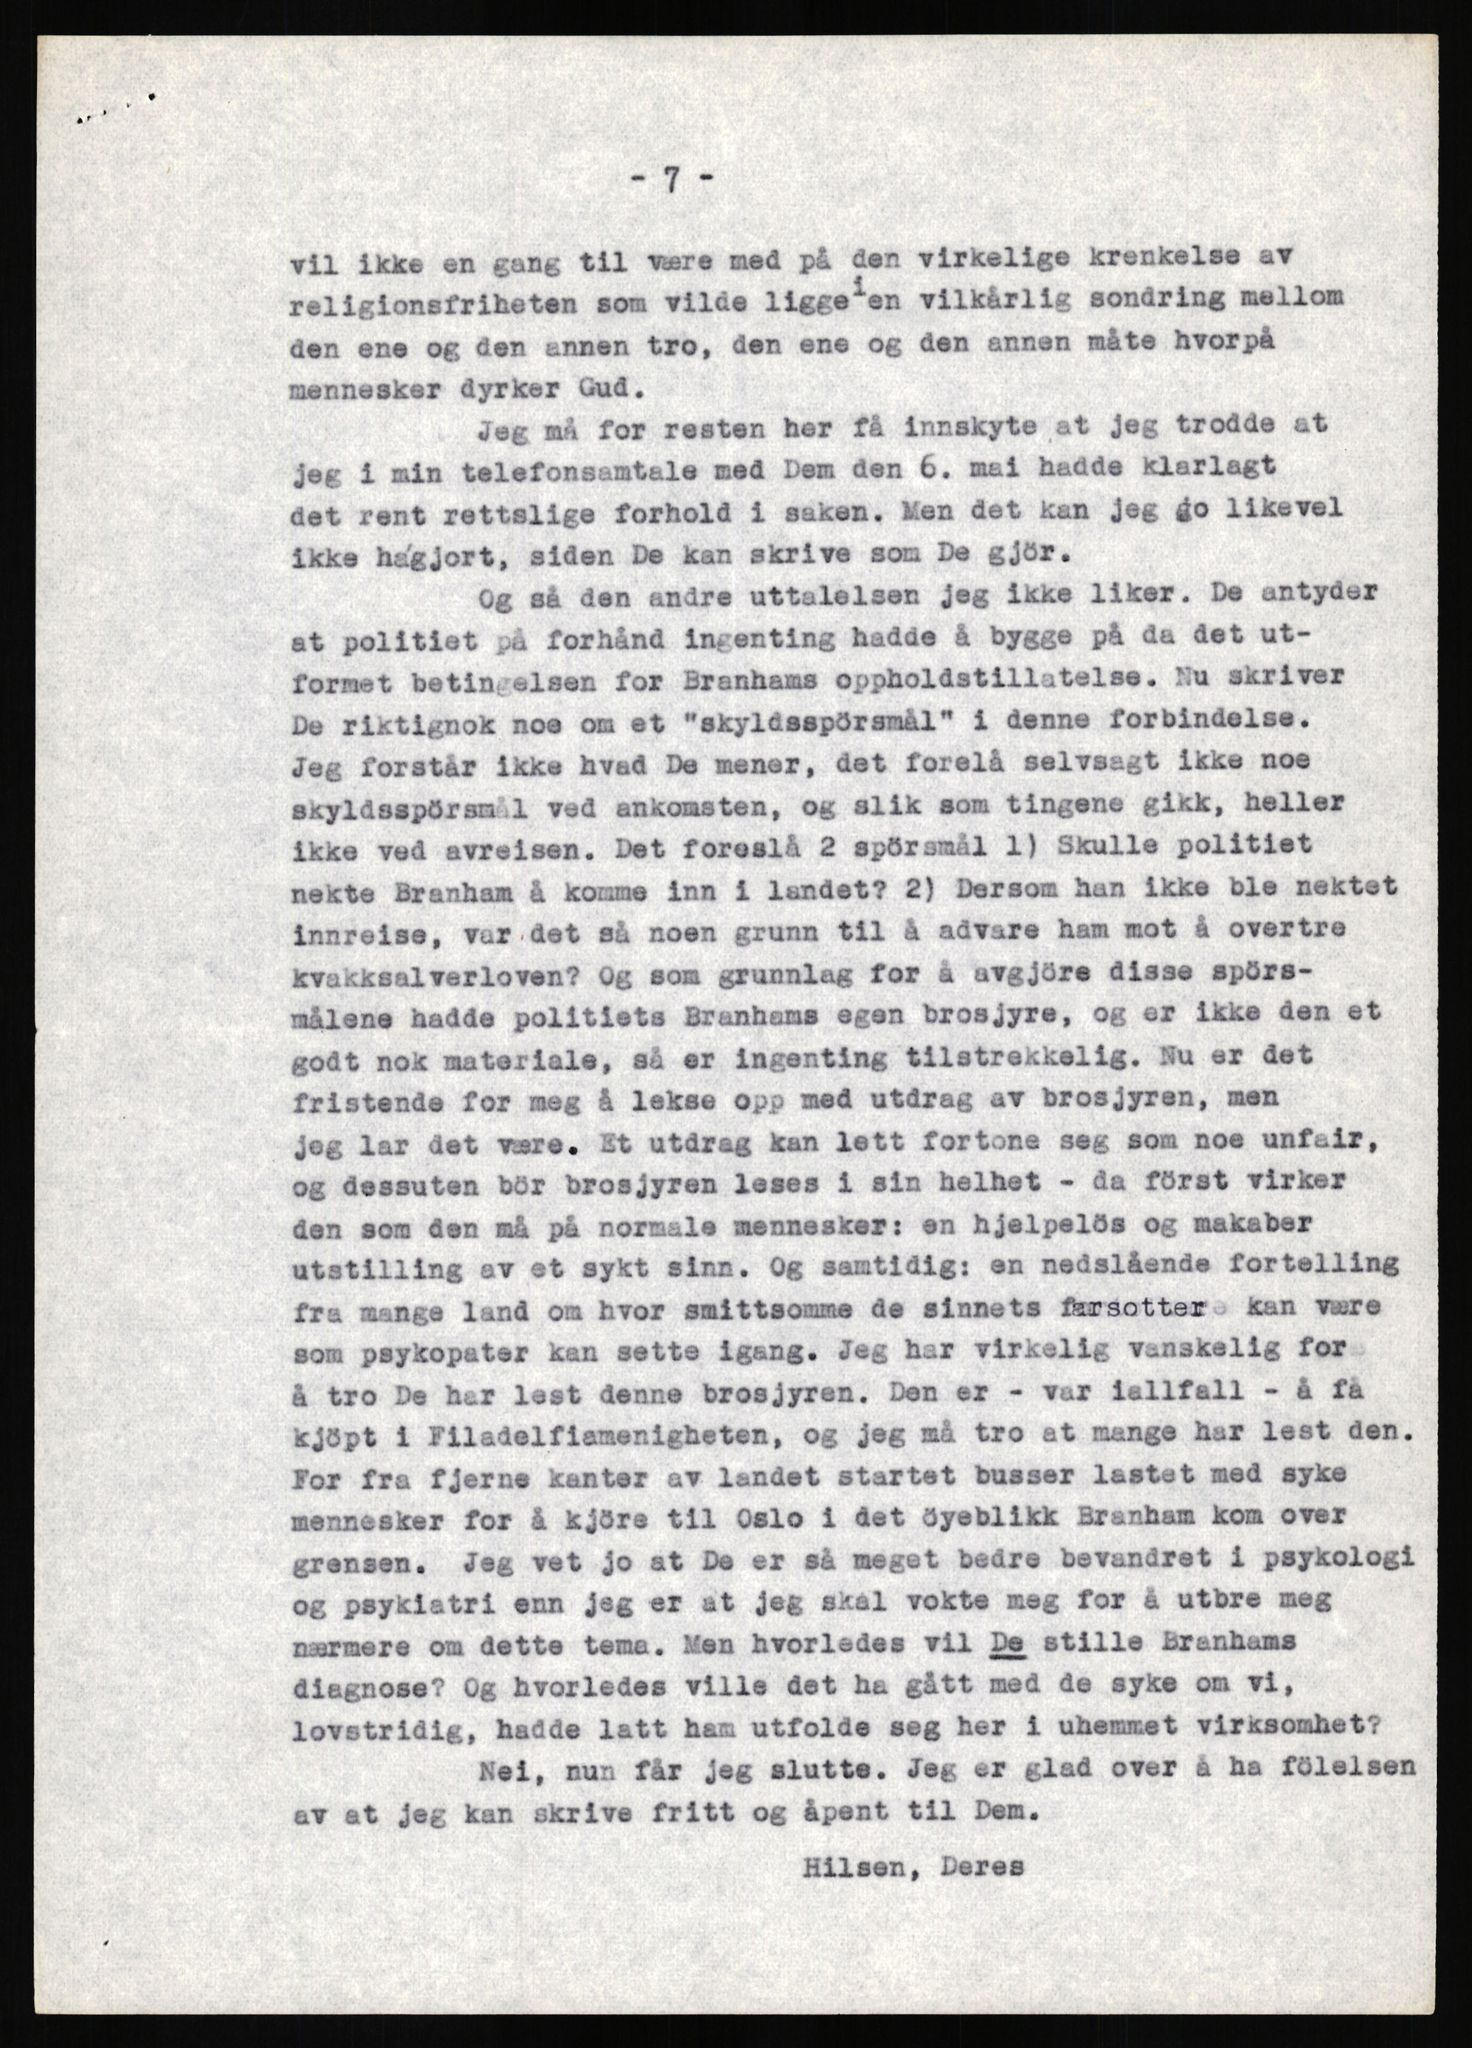 - 7 -
vil ikke en gang til være med på den virkelige krenkelse av
religionsfriheten som vilde ligge i en vilkårlig sondring mellom
den ene og den annen tro, den ene og den annen måte hvorpå
mennesker dyrker Gud.
Jeg må for resten her få innskyte at jeg trodde at
jeg i min telefonsamtale med Dem den 6. mai hadde klarlagt
det rent rettslige forhold i saken. Men det kan jeg jo likevel
ikke ha gjort, siden De kan skrive som De gjör.
Og så den andre uttalelsen jeg ikke liker. De antyder
at politiet på forhånd ingenting hadde å bygge på da det ut-
formet betingelsen for Branhams oppholdstillatelse. Nu skriver
De riktignok noe om et "skyldsspörsmål" i denne forbindelse.
Jeg forstår ikke hvad De mener, det forelå selvsagt ikke noe
skyldsspörsmål ved ankomsten, og slik som tingene gikk, heller
ikke ved avreisen. Det foreslå 2 spörsmål 1) Skulle politiet
nekte Branham å komme inn i landet? 2) Dersom han ikke ble nektet
innreise, var det så noen grunn til å advare ham mot å overtre
kvakksalverloven? Og som grunnlag for å avgjöre disse spörs-
målene hadde politiets Branhams egen brosjyre, og er ikke den et
godt nok materiale, så er ingenting tilstrekkelig. Nu er det
fristende for meg å lekse opp med utdrag av brosjyren, men
jeg lar det være. Et utdrag kan lett fortone seg som noe unfair,
og dessuten bör brosjyren leses i sin helhet - da först virker
den som den må på normale mennesker: en hjelpelös og makaber
utstilling av et sykt sinn. Og samtidig: en nedslående fortelling
fra mange land om hvor smittsomme de sinnets farsotter kan være
som psykopater kan sette igang. Jeg har virkelig vanskelig for
å tro De har lest denne brosjyren. Den er - var iallfall - å få
kjöpt i Filadelfiamenigheten, og jeg må tro at mange har lest den.
For fra fjerne kanter av landet startet busser lastet med syke
mennesker for å kjöre til Oslo i det öyeblikk Branham kom over
grensen. Jeg vet jo at De er så meget bedre bevandret i psykologi
og psykiatri enn jeg er at jeg skal vokte meg for å utbre meg
nærmere om dette tema. Men hvorledes vil De stille Branhams
diagnose? Og hvorledes ville det ha gått med de syke om vi,
lovstridig, hadde latt ham utfolde seg her i uhemmet virksomhet?
Nei, nun får jeg slutte. Jeg er glad over å ha fölelsen
av at jeg kan skrive fritt og åpent til Dem.
Hilsen, Deres